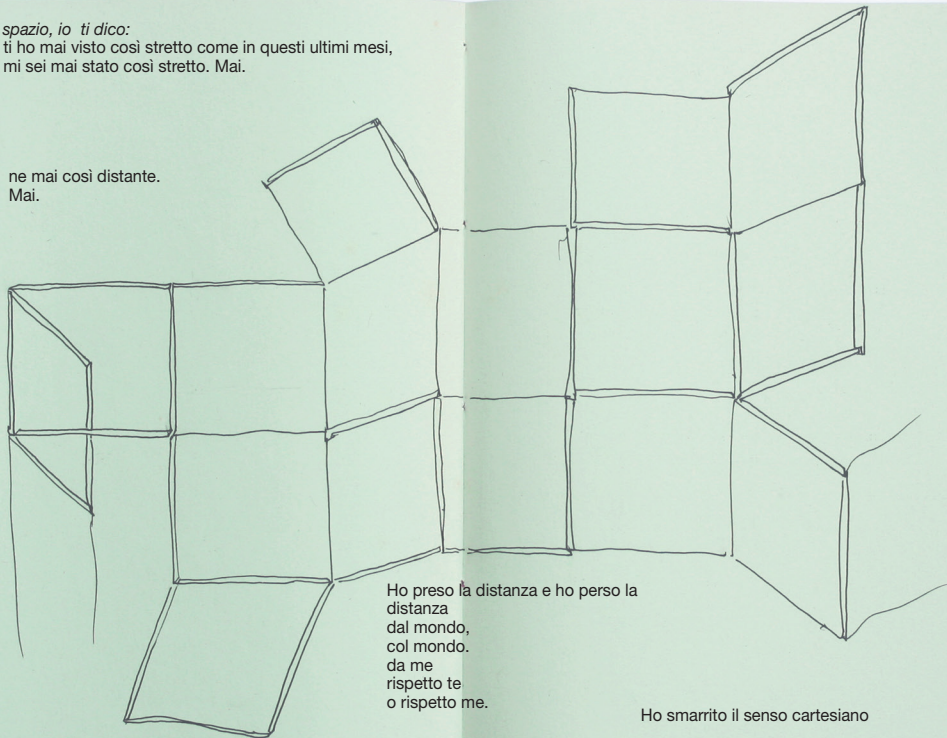 spazio, io ti dico:
ti ho mai visto così stretto come in questi ultimi mesi,
mi sei mai stato così stretto. Mai.
ne mai così distante.
Mai.
Ho preso la distanza e ho perso la
distanza
dal mondo,
col mondo.
da me
rispetto te
o rispetto me.
Ho smarrito il senso cartesiano